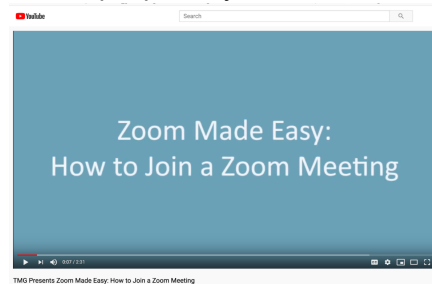 YouTube
Search
Zoom Made Easy:
How to Join a Zoom Meeting
0:07 / 2:31
TMG Presents Zoom Made Easy: How to Join a Zoom Meeting